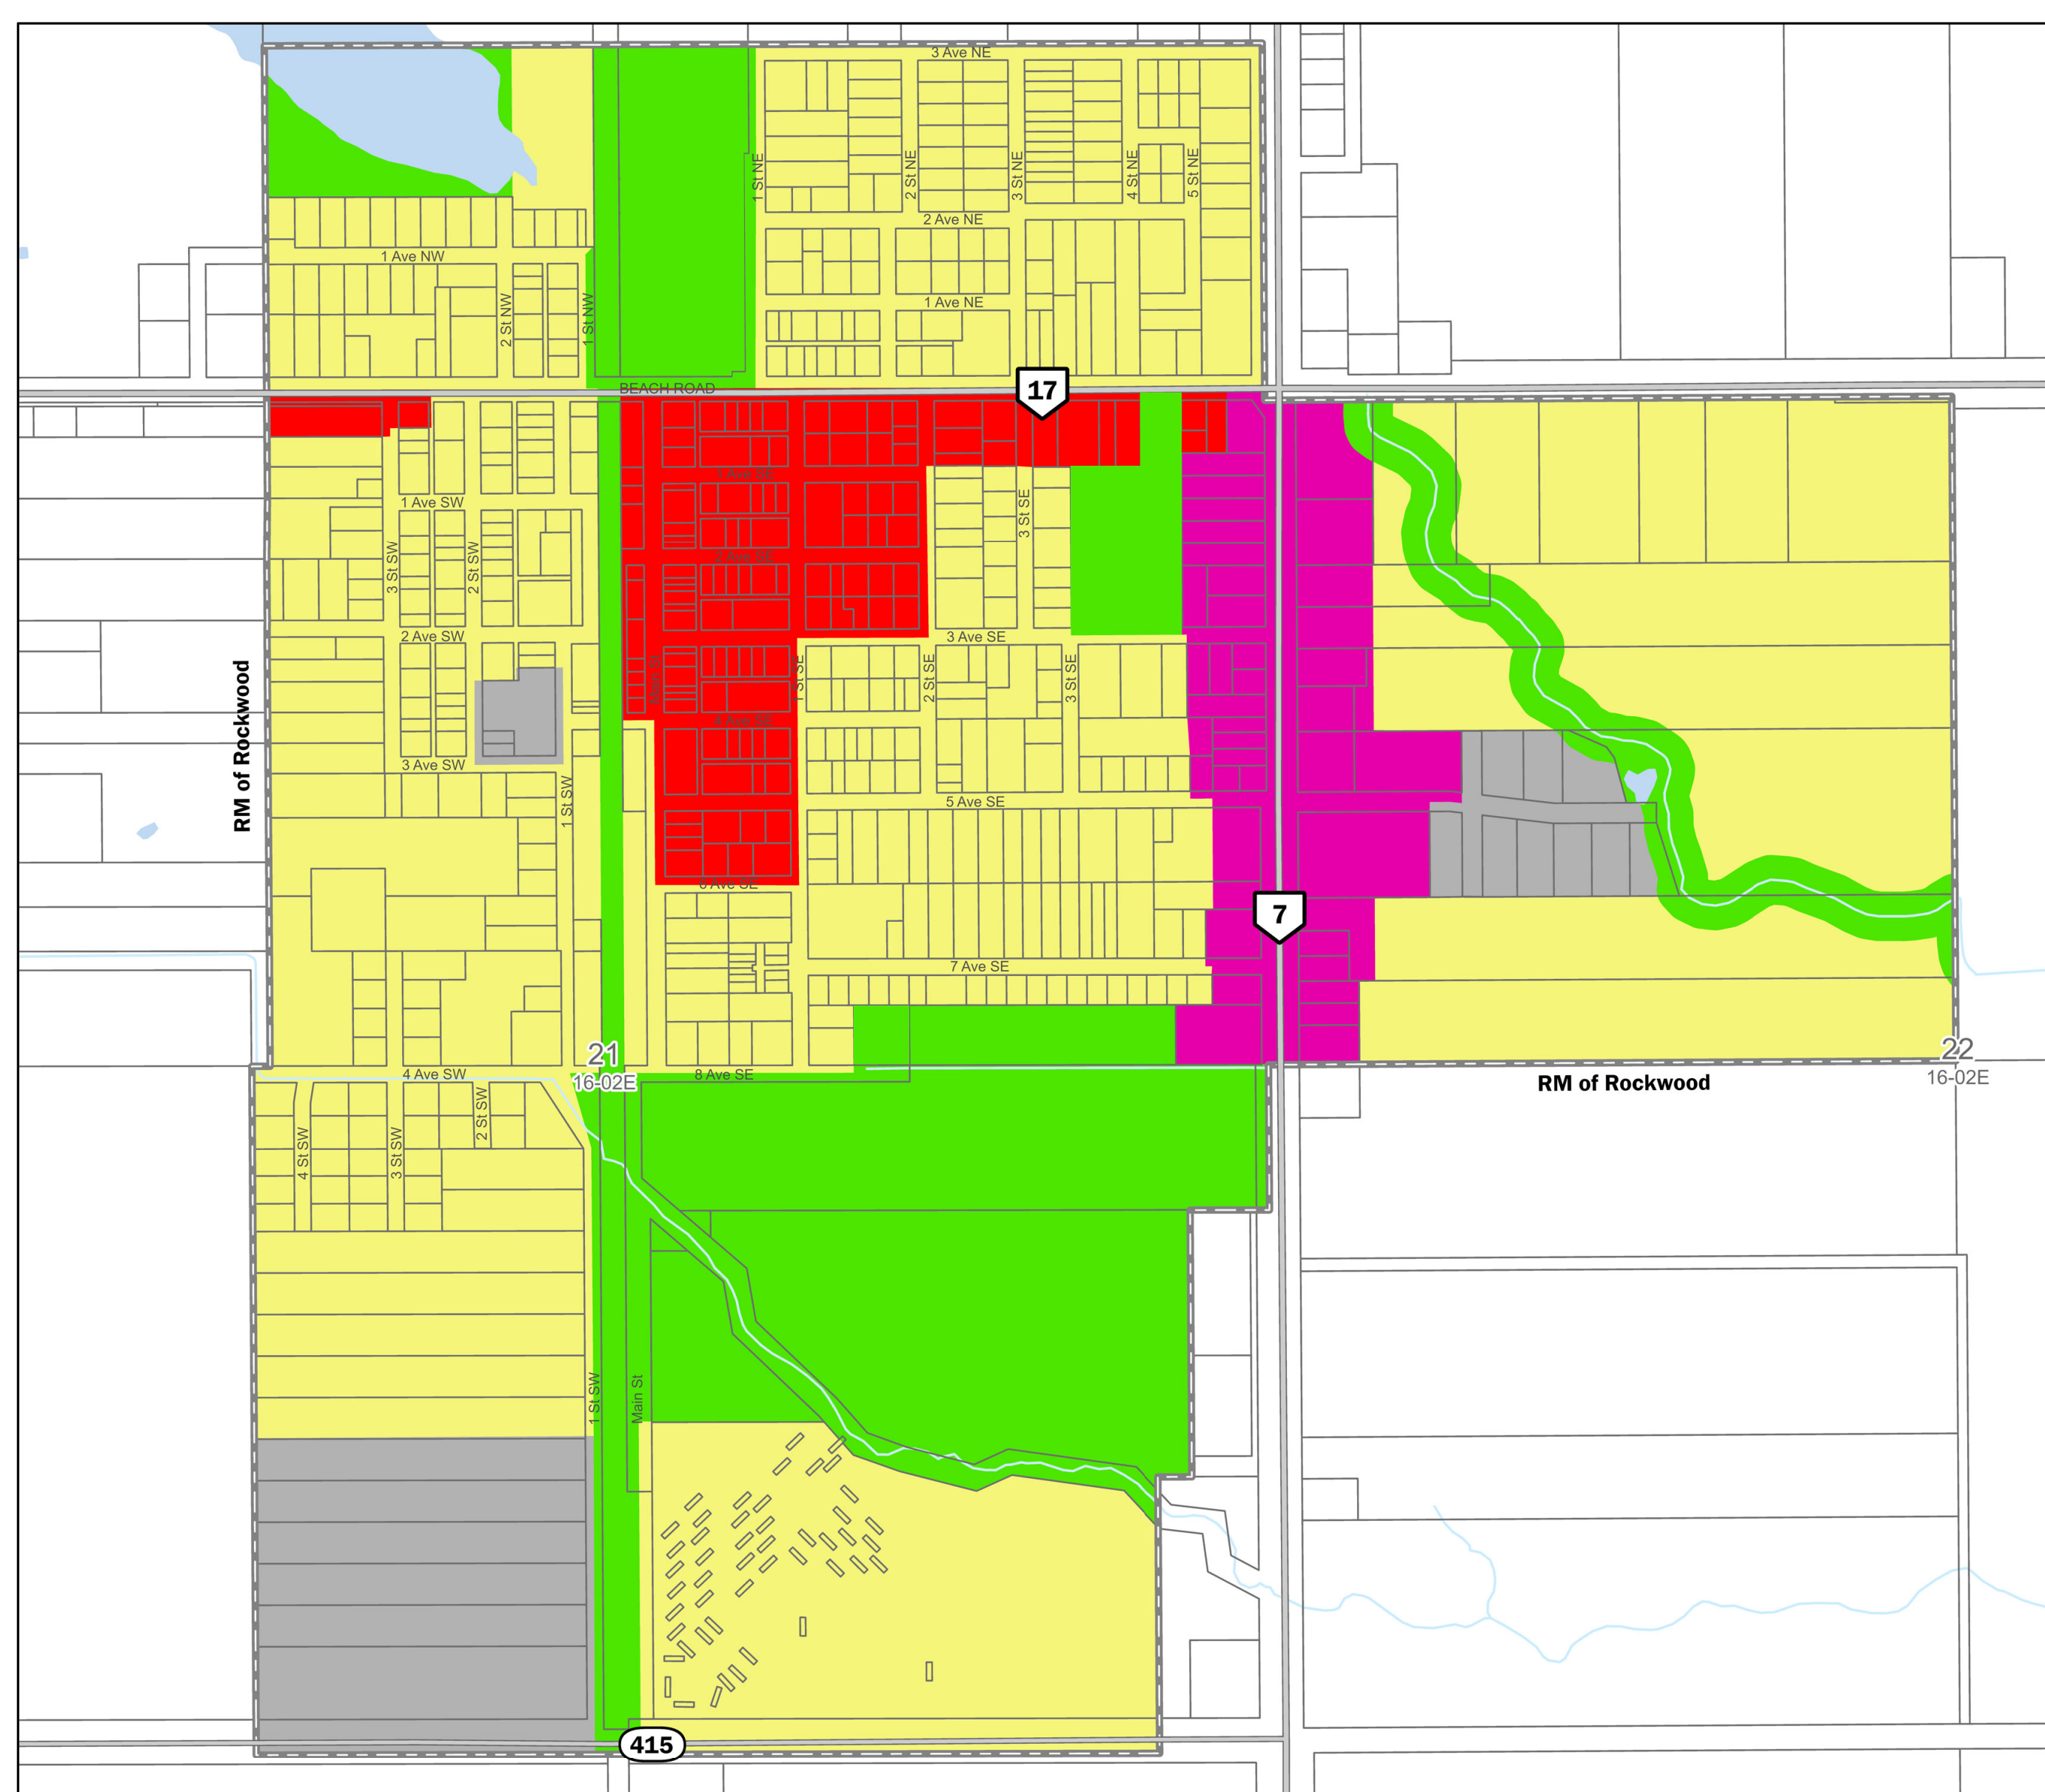 3 Ave NE
1 St NE
2 St NE
3 St NE
4 St NE
5 St NE
2 Ave NE
1 Ave NW
2 St NW
1 St NW
1 Ave NE
BEACH ROAD
17
1 Ave SE
1 Ave SW
3 St SE
2 Ave SE
3 St SW
2 St SW
2 Ave SW
3 Ave SE
Main St
1 St SE
2 St SE
3 St SE
4 Ave SE
RM of Rockwood
3 Ave SW
1 St SW
5 Ave SE
6 Ave SE
7
7 Ave SE
21
16-02E
22
16-02E
4 Ave SW
8 Ave SE
RM of Rockwood
4 St SW
3 St SW
2 St SW
1 St SW
Main St
415